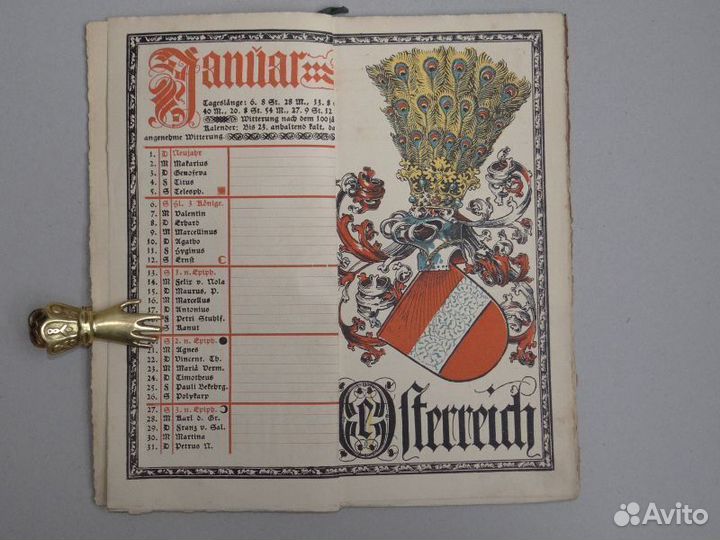 Januar
Tageslänge: 6. 8 St. 28 M., 13. 8
40 M., 20. 8 St. 54 M., 27. 9 St. 12
Witterung nach dem 100jä
Kalender: Bis 23. anhaltend kalt, da
angenehme Witterung
1. D Neujahr
2. M Makarius
3. D Genofeva
4. F Titus
5. S Telesph.
6. S Hl. 3 Könige.
7. M Valentin
8. D Erhard
9. M Marcellinus
10. D Agatho
11. F Hyginus
12. S Ernst
13. S 1. n. Epiph.
14. M Felix v. Nola
15. D Maurus, P.
16. M Marcellus
17. D Antonius
F Petri Stuhlf.
S Kanut
S 2. n. Epiph.
21. M Agnes
22. D Vincent. Th.
23. M Mariä Verm.
24. D Timotheus
25. F Pauli Bekehrg.
26. S Polykarp
27. S 3. n. Epiph.
28. M Karl d. Gr.
29. D Franz v. Sal.
30. M Martina
31. D Petrus N.
Österreich
Avito